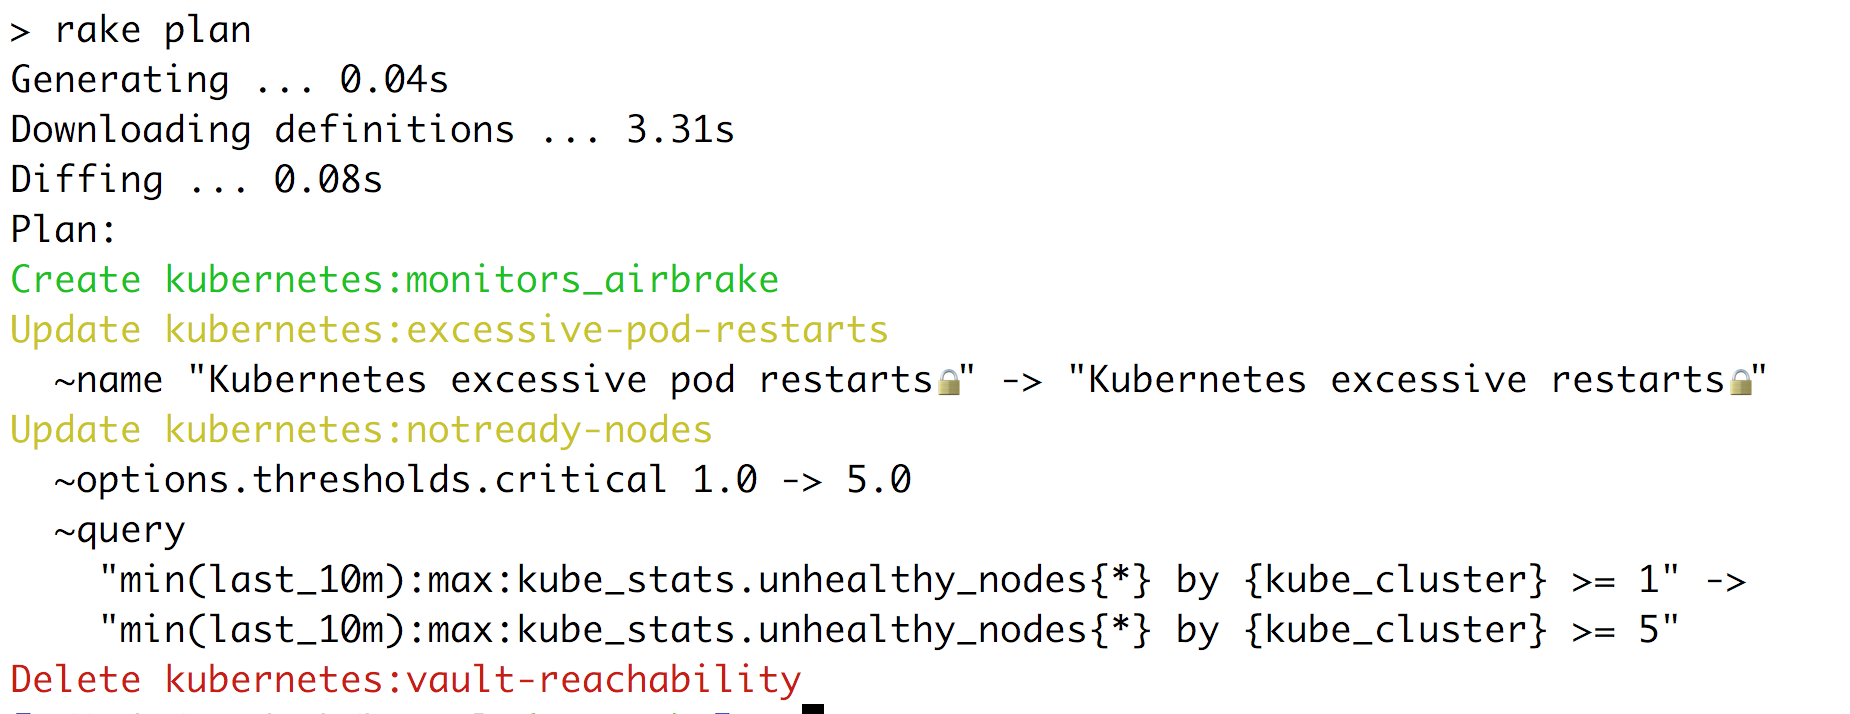 > rake plan
Generating ... 0.04s
Downloading definitions ... 3.31s
Diffing ... 0.08s
Plan:
Create kubernetes:monitors_airbrake
Update kubernetes:excessive-pod-restarts
  ~name "Kubernetes excessive pod restarts🔒" -> "Kubernetes excessive restarts🔒"
Update kubernetes:notready-nodes
  ~options.thresholds.critical 1.0 -> 5.0
  ~query
    "min(last_10m):max:kube_stats.unhealthy_nodes{*} by {kube_cluster} >= 1" ->
    "min(last_10m):max:kube_stats.unhealthy_nodes{*} by {kube_cluster} >= 5"
Delete kubernetes:vault-reachability